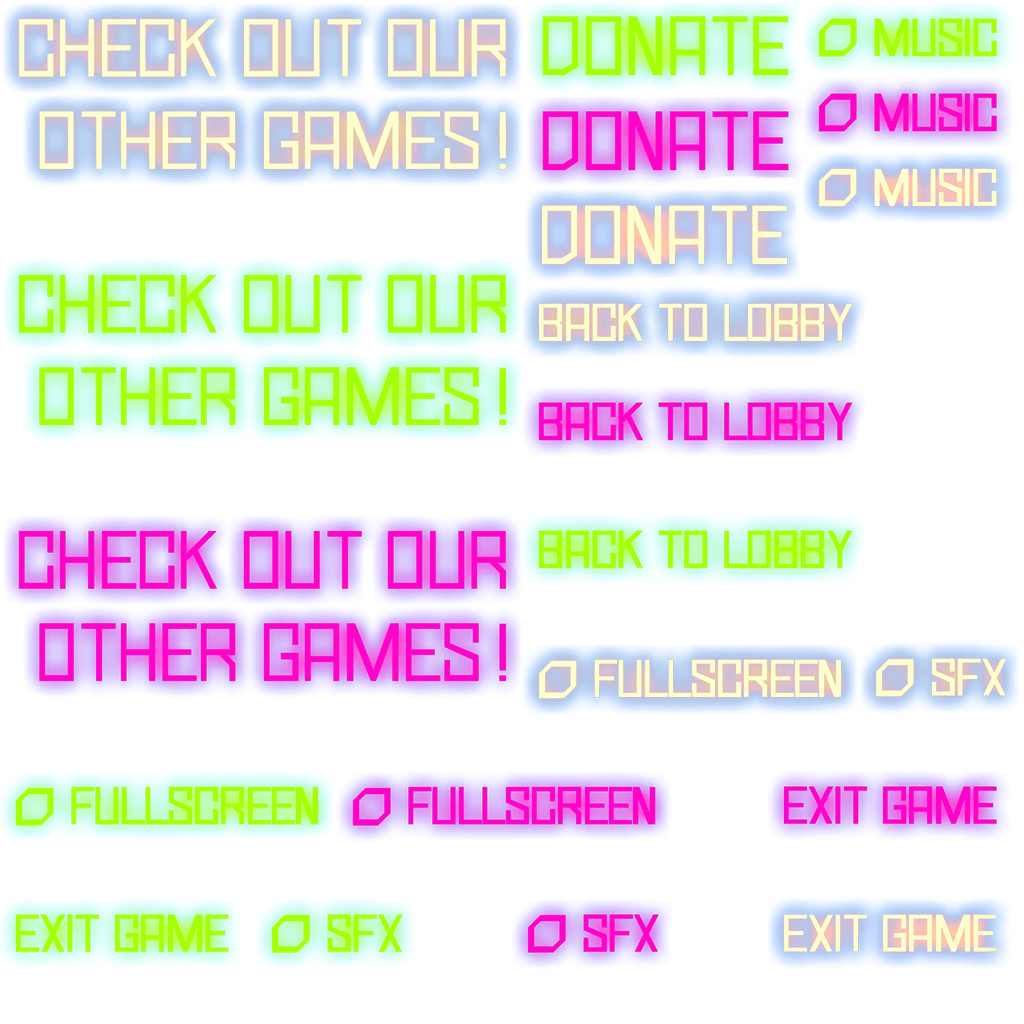 CHECK OUT OUR
OTHER GAMES!
DONATE
MUSIC
DONATE
MUSIC
DONATE
MUSIC
BACK TO LOBBY
CHECK OUT OUR
OTHER GAMES!
BACK TO LOBBY
CHECK OUT OUR
OTHER GAMES!
BACK TO LOBBY
FULLSCREEN
SFX
FULLSCREEN
FULLSCREEN
EXIT GAME
EXIT GAME
SFX
SFX
EXIT GAME